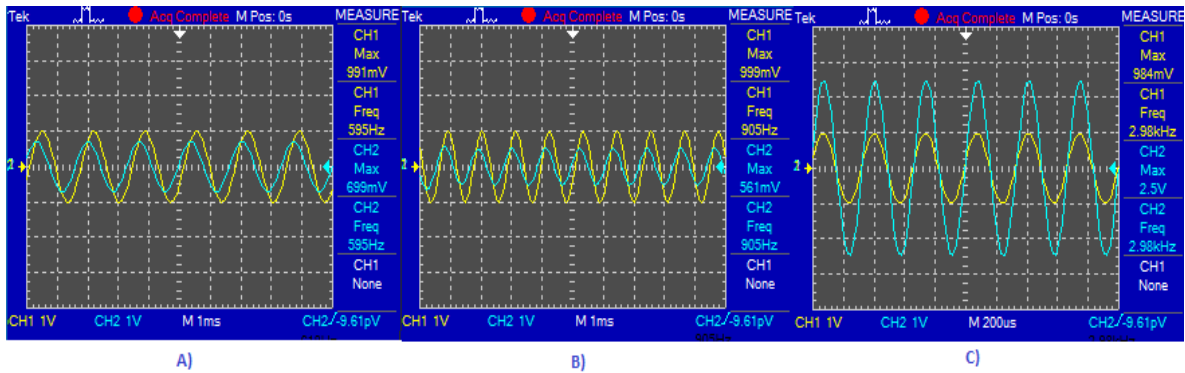 Tek Acq Complete M Pos: 0s MEASURE
CH1
Max
991mV
CH1
Freq
595Hz
CH2
Max
699mV
CH2
Freq
595Hz
CH1
None
2
CH1 1V CH2 1V M 1ms CH2 -9.61pV
A)
Tek Acq Complete M Pos: 0s MEASURE
CH1
Max
999mV
CH1
Freq
905Hz
CH2
Max
561mV
CH2
Freq
905Hz
CH1
None
2
CH1 1V CH2 1V M 1ms CH2 -9.61pV
B)
Tek Acq Complete M Pos: 0s MEASURE
CH1
Max
984mV
CH1
Freq
2.98kHz
CH2
Max
2.5V
CH2
Freq
2.98kHz
CH1
None
2
CH1 1V CH2 1V M 200us CH2 -9.61pV
C)